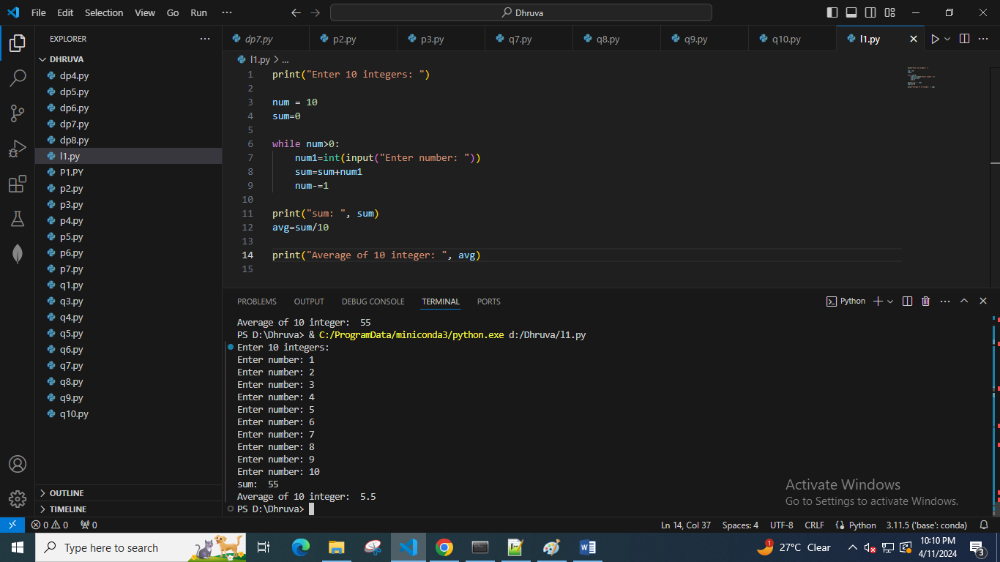 File Edit Selection View Go Run ··· Dhruva
EXPLORER ···
DHRUVA
dp4.py
dp5.py
dp6.py
dp7.py
dp8.py
l1.py
P1.PY
p2.py
p3.py
p4.py
p5.py
p6.py
p7.py
q1.py
q3.py
q4.py
q5.py
q6.py
q7.py
q8.py
q9.py
q10.py
OUTLINE
TIMELINE
dp7.py p2.py p3.py q7.py q8.py q9.py q10.py l1.py
l1.py > ...
1 print("Enter 10 integers: ")
2
3 num = 10
4 sum=0
5
6 while num>0:
7     num1=int(input("Enter number: "))
8     sum=sum+num1
9     num-=1
10
11 print("sum: ", sum)
12 avg=sum/10
13
14 print("Average of 10 integer: ", avg)
15
PROBLEMS OUTPUT DEBUG CONSOLE TERMINAL PORTS Python
Average of 10 integer:  55
PS D:\Dhruva> & C:/ProgramData/miniconda3/python.exe d:/Dhruva/l1.py
Enter 10 integers:
Enter number: 1
Enter number: 2
Enter number: 3
Enter number: 4
Enter number: 5
Enter number: 6
Enter number: 7
Enter number: 8
Enter number: 9
Enter number: 10
sum:  55
Average of 10 integer:  5.5
PS D:\Dhruva>
Activate Windows
Go to Settings to activate Windows.
0 0 0 Ln 14, Col 37 Spaces: 4 UTF-8 CRLF Python 3.11.5 ('base': conda)
Type here to search 1 27°C Clear 10:10 PM
4/11/2024 3